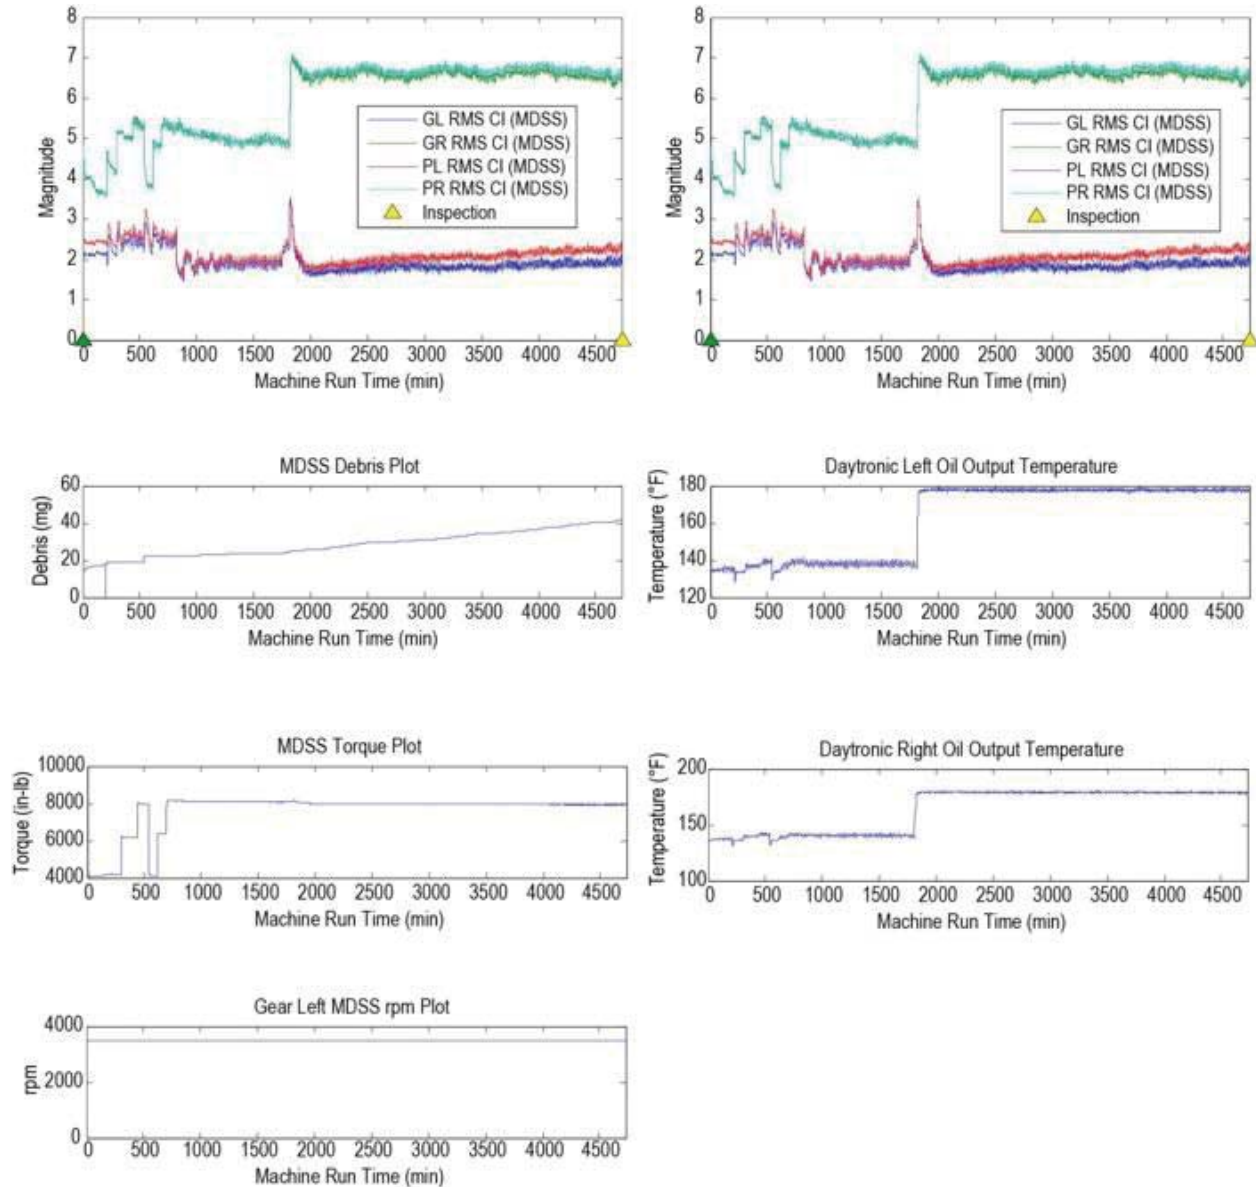 8
7
6
5
4
3
2
1
0
Magnitude
GL RMS CI (MDSS)
GR RMS CI (MDSS)
PL RMS CI (MDSS)
PR RMS CI (MDSS)
Inspection
0 500 1000 1500 2000 2500 3000 3500 4000 4500
Machine Run Time (min)
8
7
6
5
4
3
2
1
0
Magnitude
GL RMS CI (MDSS)
GR RMS CI (MDSS)
PL RMS CI (MDSS)
PR RMS CI (MDSS)
Inspection
0 500 1000 1500 2000 2500 3000 3500 4000 4500
Machine Run Time (min)
MDSS Debris Plot
60
40
20
0
Debris (mg)
0 500 1000 1500 2000 2500 3000 3500 4000 4500
Machine Run Time (min)
Daytronic Left Oil Output Temperature
180
160
140
120
Temperature (°F)
0 500 1000 1500 2000 2500 3000 3500 4000 4500
Machine Run Time (min)
MDSS Torque Plot
10000
8000
6000
4000
Torque (in-lb)
0 500 1000 1500 2000 2500 3000 3500 4000 4500
Machine Run Time (min)
Daytronic Right Oil Output Temperature
200
150
100
Temperature (°F)
0 500 1000 1500 2000 2500 3000 3500 4000 4500
Machine Run Time (min)
Gear Left MDSS rpm Plot
4000
2000
0
rpm
0 500 1000 1500 2000 2500 3000 3500 4000 4500
Machine Run Time (min)